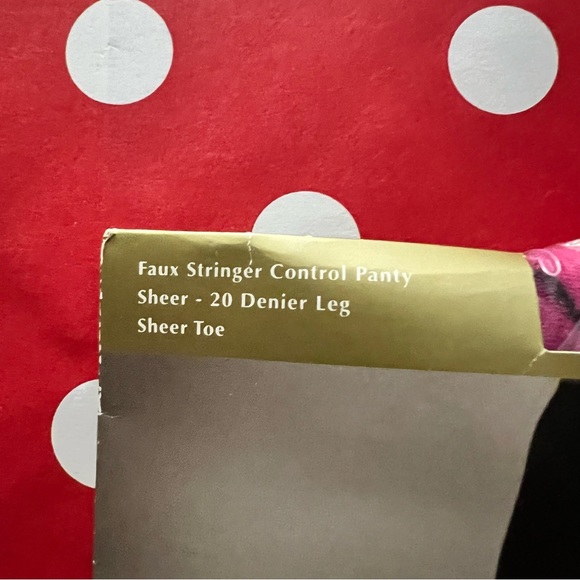 Faux Stringer Control Panty
Sheer - 20 Denier Leg
Sheer Toe